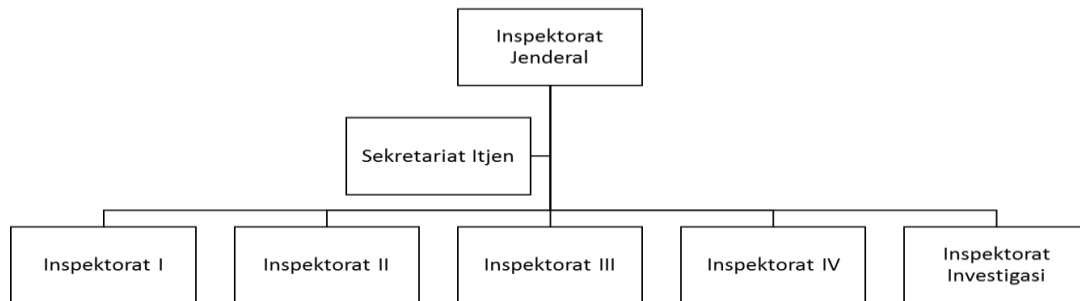 Inspektorat
Jenderal
Sekretariat Itjen
Inspektorat I
Inspektorat II
Inspektorat III
Inspektorat IV
Inspektorat
Investigasi